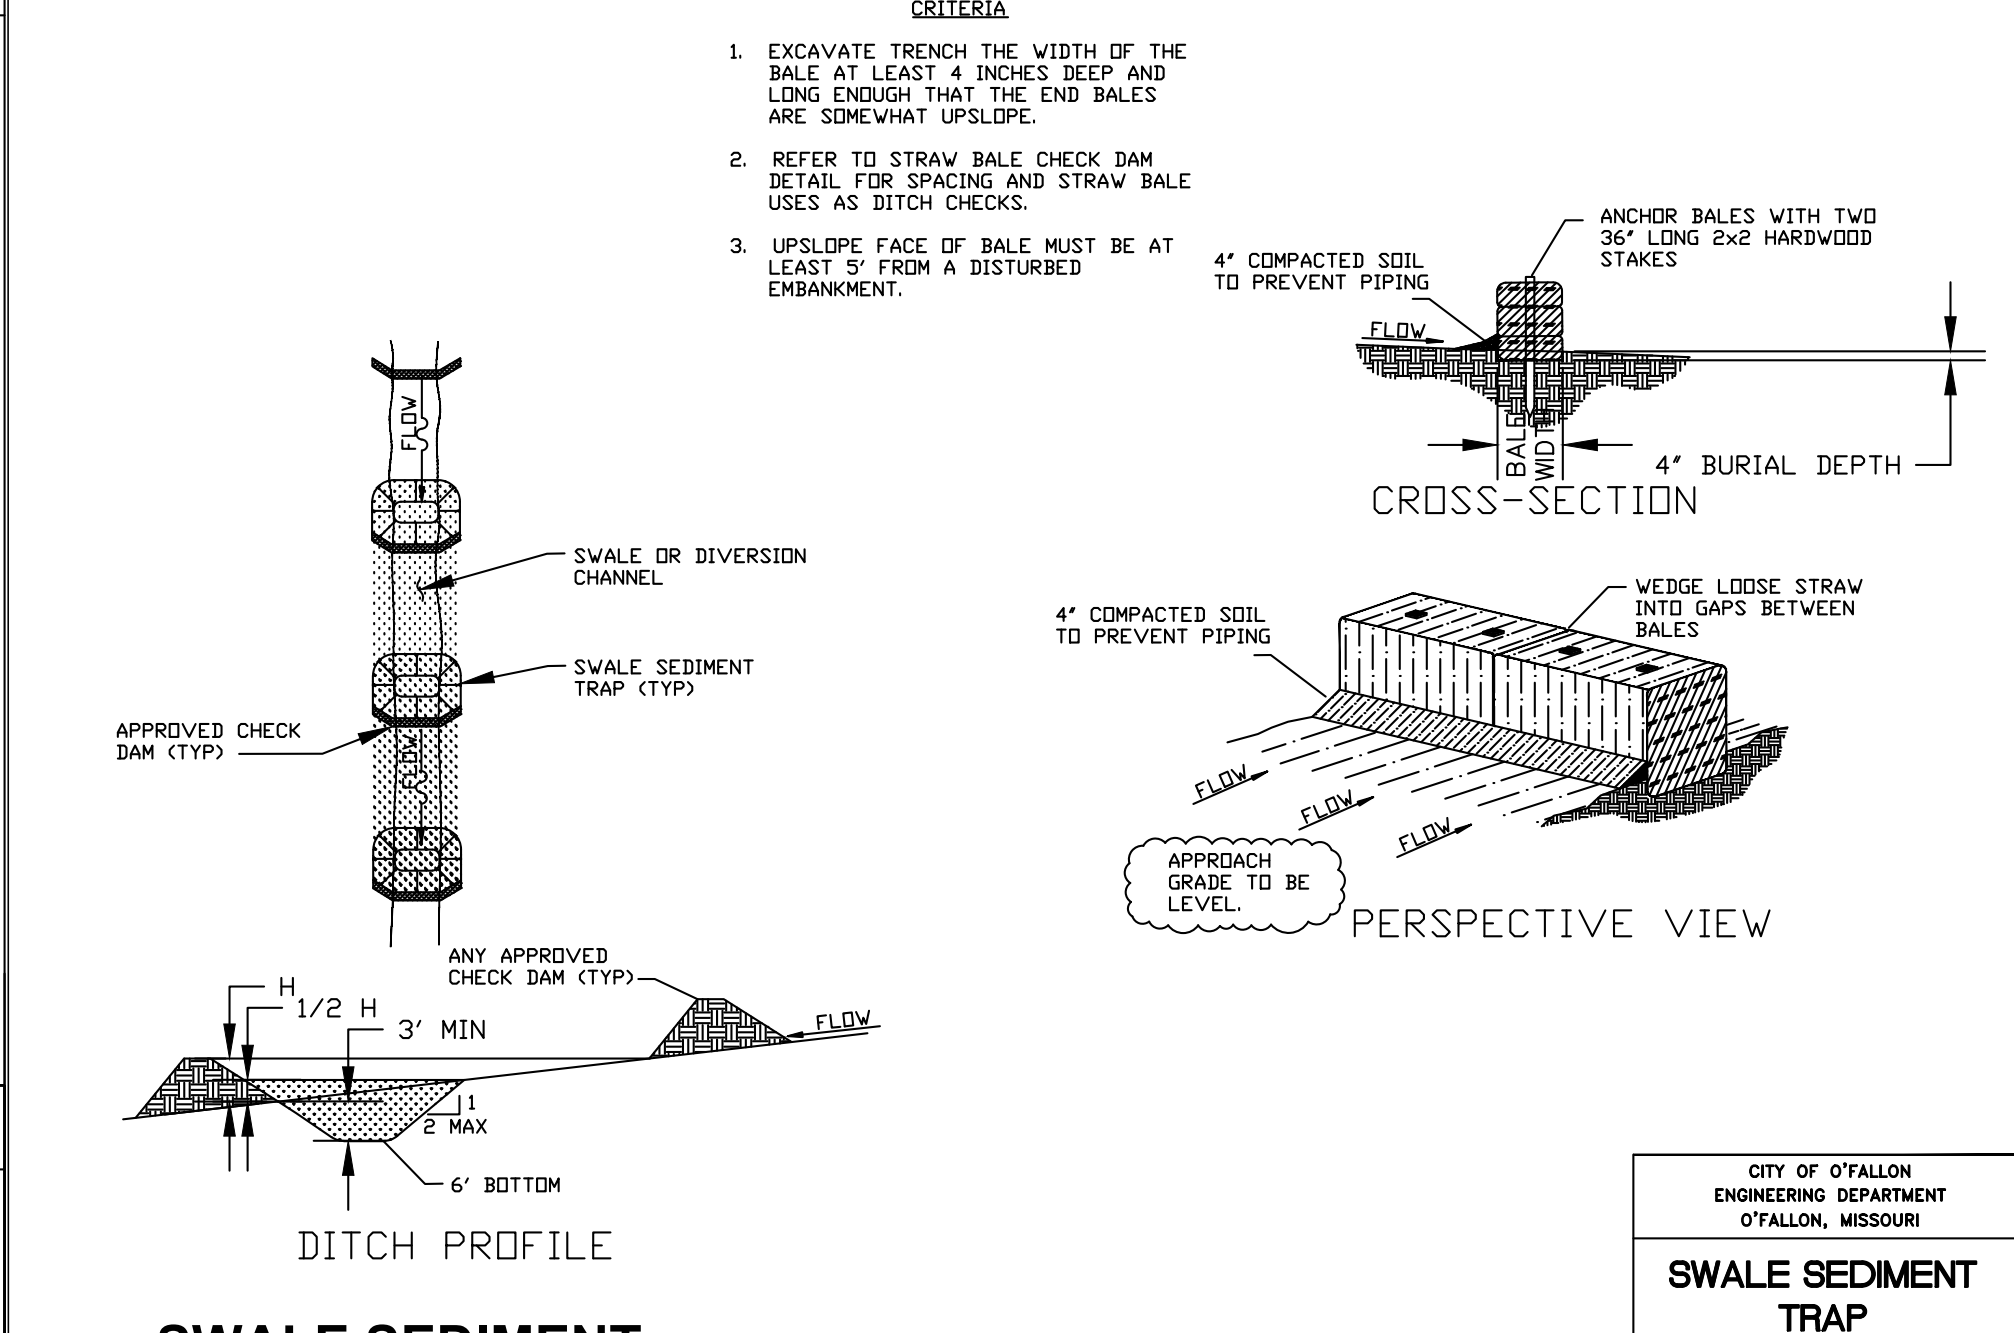 CRITERIA
1. EXCAVATE TRENCH THE WIDTH OF THE
BALE AT LEAST 4 INCHES DEEP AND
LONG ENOUGH THAT THE END BALES
ARE SOMEWHAT UPSLOPE.
2. REFER TO STRAW BALE CHECK DAM
DETAIL FOR SPACING AND STRAW BALE
USES AS DITCH CHECKS.
3. UPSLOPE FACE OF BALE MUST BE AT
LEAST 5' FROM A DISTURBED
EMBANKMENT.
ANCHOR BALES WITH TWO
36" LONG 2x2 HARDWOOD
STAKES
4" COMPACTED SOIL
TO PREVENT PIPING
FLOW
BALE
WIDTH
4" BURIAL DEPTH
CROSS-SECTION
FLOW
SWALE OR DIVERSION
CHANNEL
SWALE SEDIMENT
TRAP (TYP)
APPROVED CHECK
DAM (TYP)
FLOW
WEDGE LOOSE STRAW
INTO GAPS BETWEEN
BALES
4" COMPACTED SOIL
TO PREVENT PIPING
FLOW
FLOW
FLOW
APPROACH
GRADE TO BE
LEVEL.
PERSPECTIVE VIEW
ANY APPROVED
CHECK DAM (TYP)
H
1/2 H
3' MIN
FLOW
1
2 MAX
6' BOTTOM
DITCH PROFILE
CITY OF O'FALLON
ENGINEERING DEPARTMENT
O'FALLON, MISSOURI
SWALE SEDIMENT
TRAP
SWALE SEDIMENT